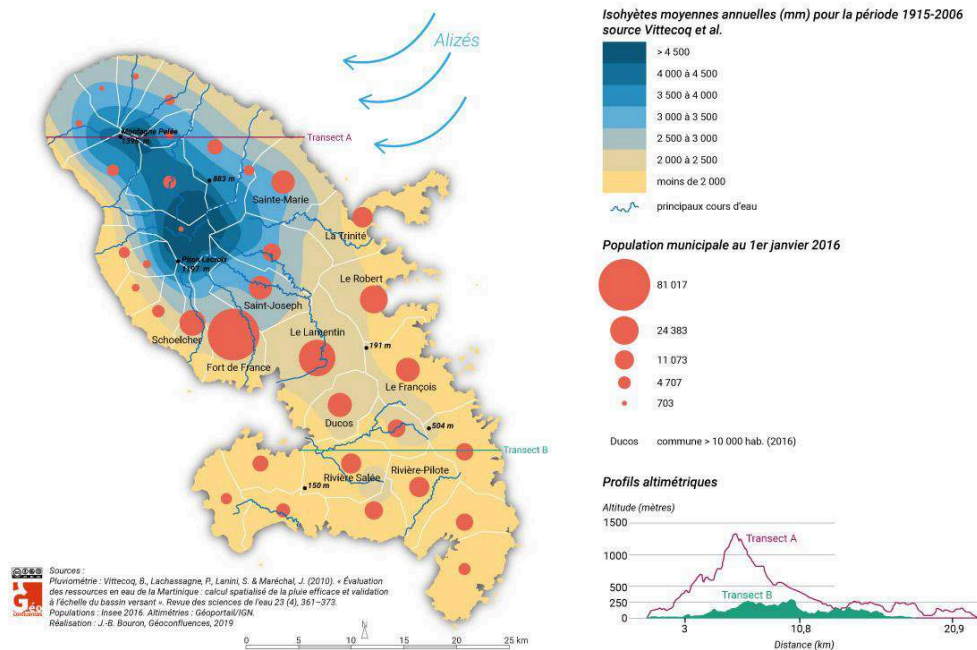 Alizés
Montagne Pelée
1396 m
Transect A
883 m
Sainte-Marie
La Trinité
Piton Lacroix
1197 m
Le Robert
Saint-Joseph
Schoelcher
Le Lamentin
191 m
Fort de France
Le François
Ducos
504 m
Transect B
Rivière Salée
Rivière-Pilote
150 m
Géo
confluences
Sources :
Pluviométrie : Vittecoq, B., Lachassagne, P., Lanini, S. & Maréchal, J. (2010). « Évaluation
des ressources en eau de la Martinique : calcul spatialisé de la pluie efficace et validation
à l'échelle du bassin versant ». Revue des sciences de l'eau 23 (4), 361–373.
Populations : Insee 2016. Altimétries : Géoportail/IGN.
Réalisation : J.-B. Bouron, Géoconfluences, 2019
N
0 5 10 15 20 25 km
Isohyètes moyennes annuelles (mm) pour la période 1915-2006
source Vittecq et al.
> 4 500
4 000 à 4 500
3 500 à 4 000
3 000 à 3 500
2 500 à 3 000
2 000 à 2 500
moins de 2 000
principaux cours d'eau
Population municipale au 1er janvier 2016
81 017
24 383
11 073
4 707
703
Ducos commune > 10 000 hab. (2016)
Profils altimétriques
Altitude (mètres)
1500
Transect A
1000
500
Transect B
250
0
3 10,8 20,9
Distance (km)